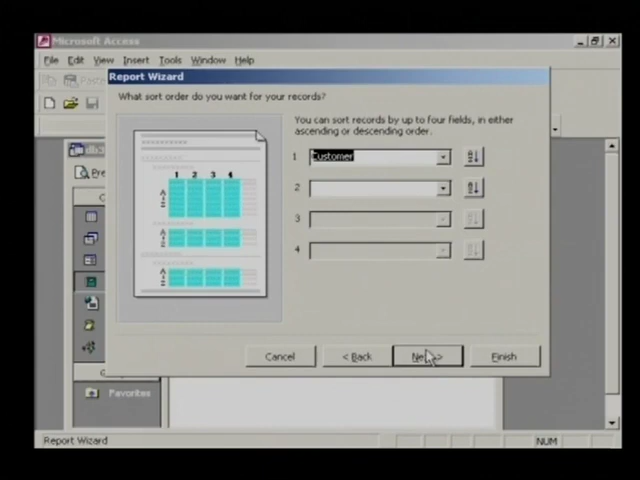 Microsoft Access
File Edit View Insert Tools Window Help
Report Wizard
What sort order do you want for your records?
You can sort records by up to four fields, in either
ascending or descending order.
1 Customer
2
3
4
1 2 3 4
Cancel < Back Finish
Favorites
Report Wizard NUM